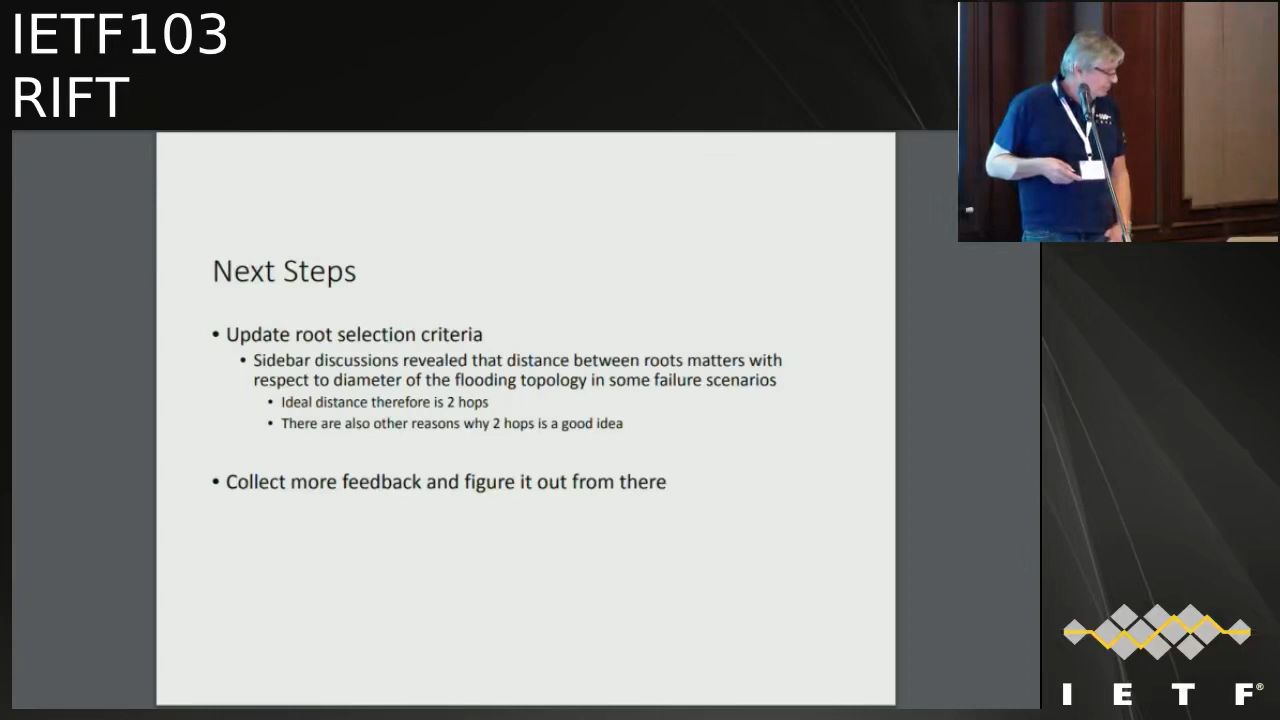 IETF103
RIFT
Next Steps
• Update root selection criteria
• Sidebar discussions revealed that distance between roots matters with
respect to diameter of the flooding topology in some failure scenarios
• Ideal distance therefore is 2 hops
• There are also other reasons why 2 hops is a good idea
• Collect more feedback and figure it out from there
I E T F®